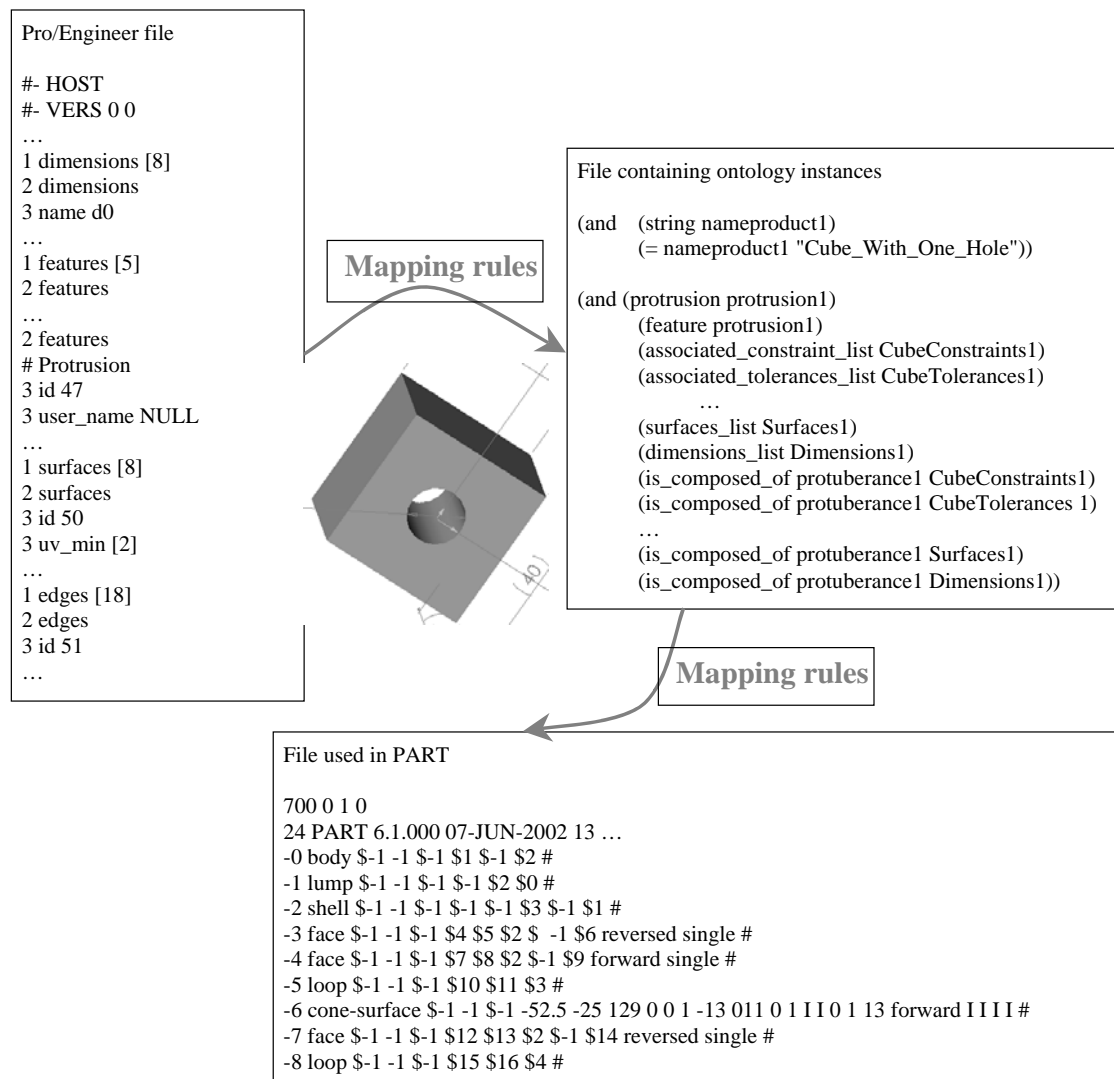 Pro/Engineer file
#- HOST
#- VERS 0 0
…
1 dimensions [8]
2 dimensions
3 name d0
…
1 features [5]
2 features
…
2 features
# Protrusion
3 id 47
3 user_name NULL
…
1 surfaces [8]
2 surfaces
3 id 50
3 uv_min [2]
…
1 edges [18]
2 edges
3 id 51
…
Mapping rules
(40)
File containing ontology instances
(and (string nameproduct1)
(= nameproduct1 "Cube_With_One_Hole"))
(and (protrusion protrusion1)
(feature protrusion1)
(associated_constraint_list CubeConstraints1)
(associated_tolerances_list CubeTolerances1)
…
(surfaces_list Surfaces1)
(dimensions_list Dimensions1)
(is_composed_of protuberance1 CubeConstraints1)
(is_composed_of protuberance1 CubeTolerances 1)
…
(is_composed_of protuberance1 Surfaces1)
(is_composed_of protuberance1 Dimensions1))
Mapping rules
File used in PART
700 0 1 0
24 PART 6.1.000 07-JUN-2002 13 …
-0 body $-1 -1 $-1 $1 $-1 $2 #
-1 lump $-1 -1 $-1 $-1 $2 $0 #
-2 shell $-1 -1 $-1 $-1 $-1 $3 $-1 $1 #
-3 face $-1 -1 $-1 $4 $5 $2 $ -1 $6 reversed single #
-4 face $-1 -1 $-1 $7 $8 $2 $-1 $9 forward single #
-5 loop $-1 -1 $-1 $10 $11 $3 #
-6 cone-surface $-1 -1 $-1 -52.5 -25 129 0 0 1 -13 011 0 1 I I 0 1 13 forward I I I I #
-7 face $-1 -1 $-1 $12 $13 $2 $-1 $14 reversed single #
-8 loop $-1 -1 $-1 $15 $16 $4 #